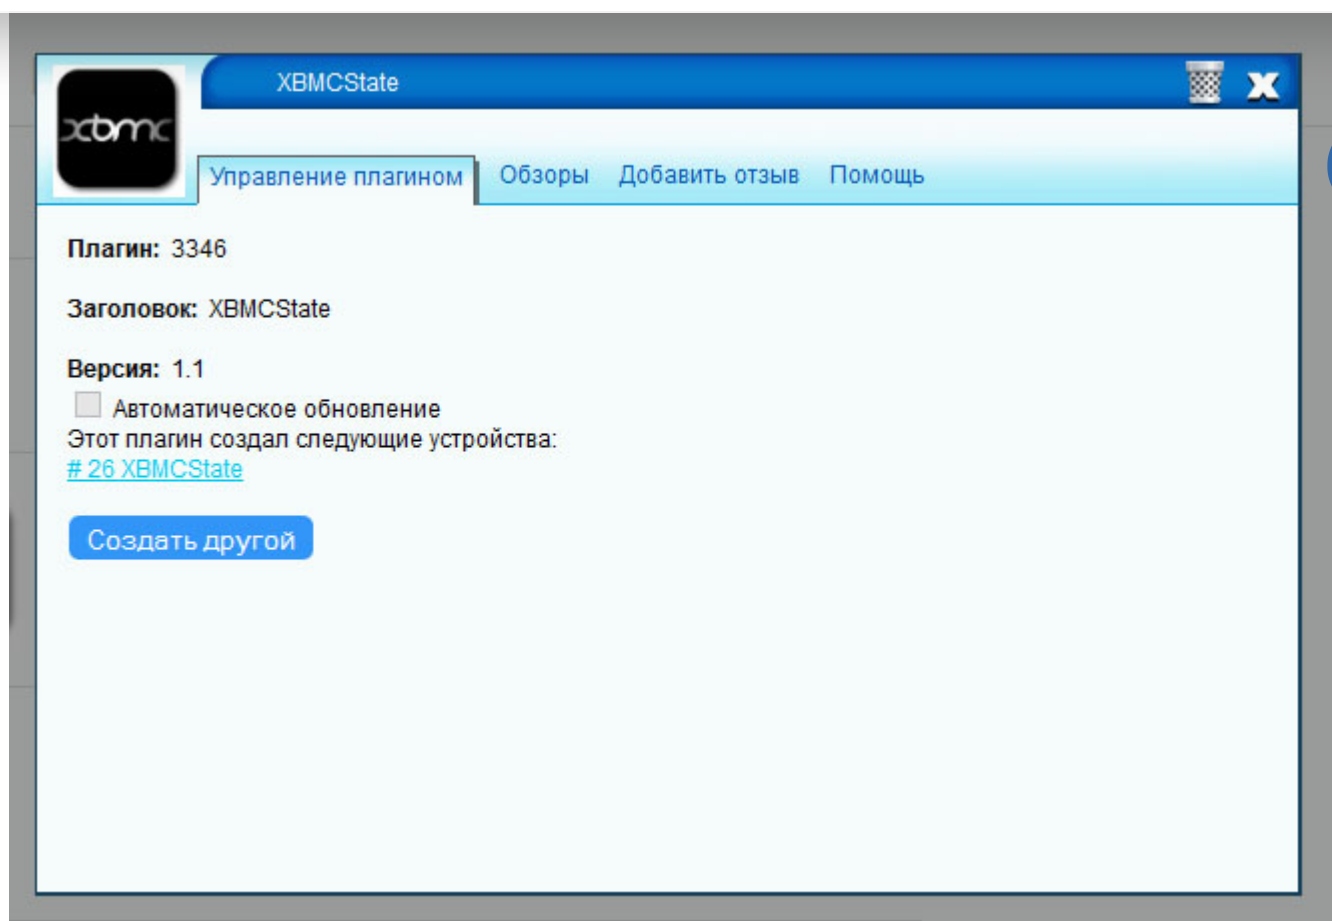 XBMCState
xbmc
Управление плагином Обзоры Добавить отзыв Помощь
Плагин: 3346
Заголовок: XBMCState
Версия: 1.1
Автоматическое обновление
Этот плагин создал следующие устройства:
# 26 XBMCState
Создать другой